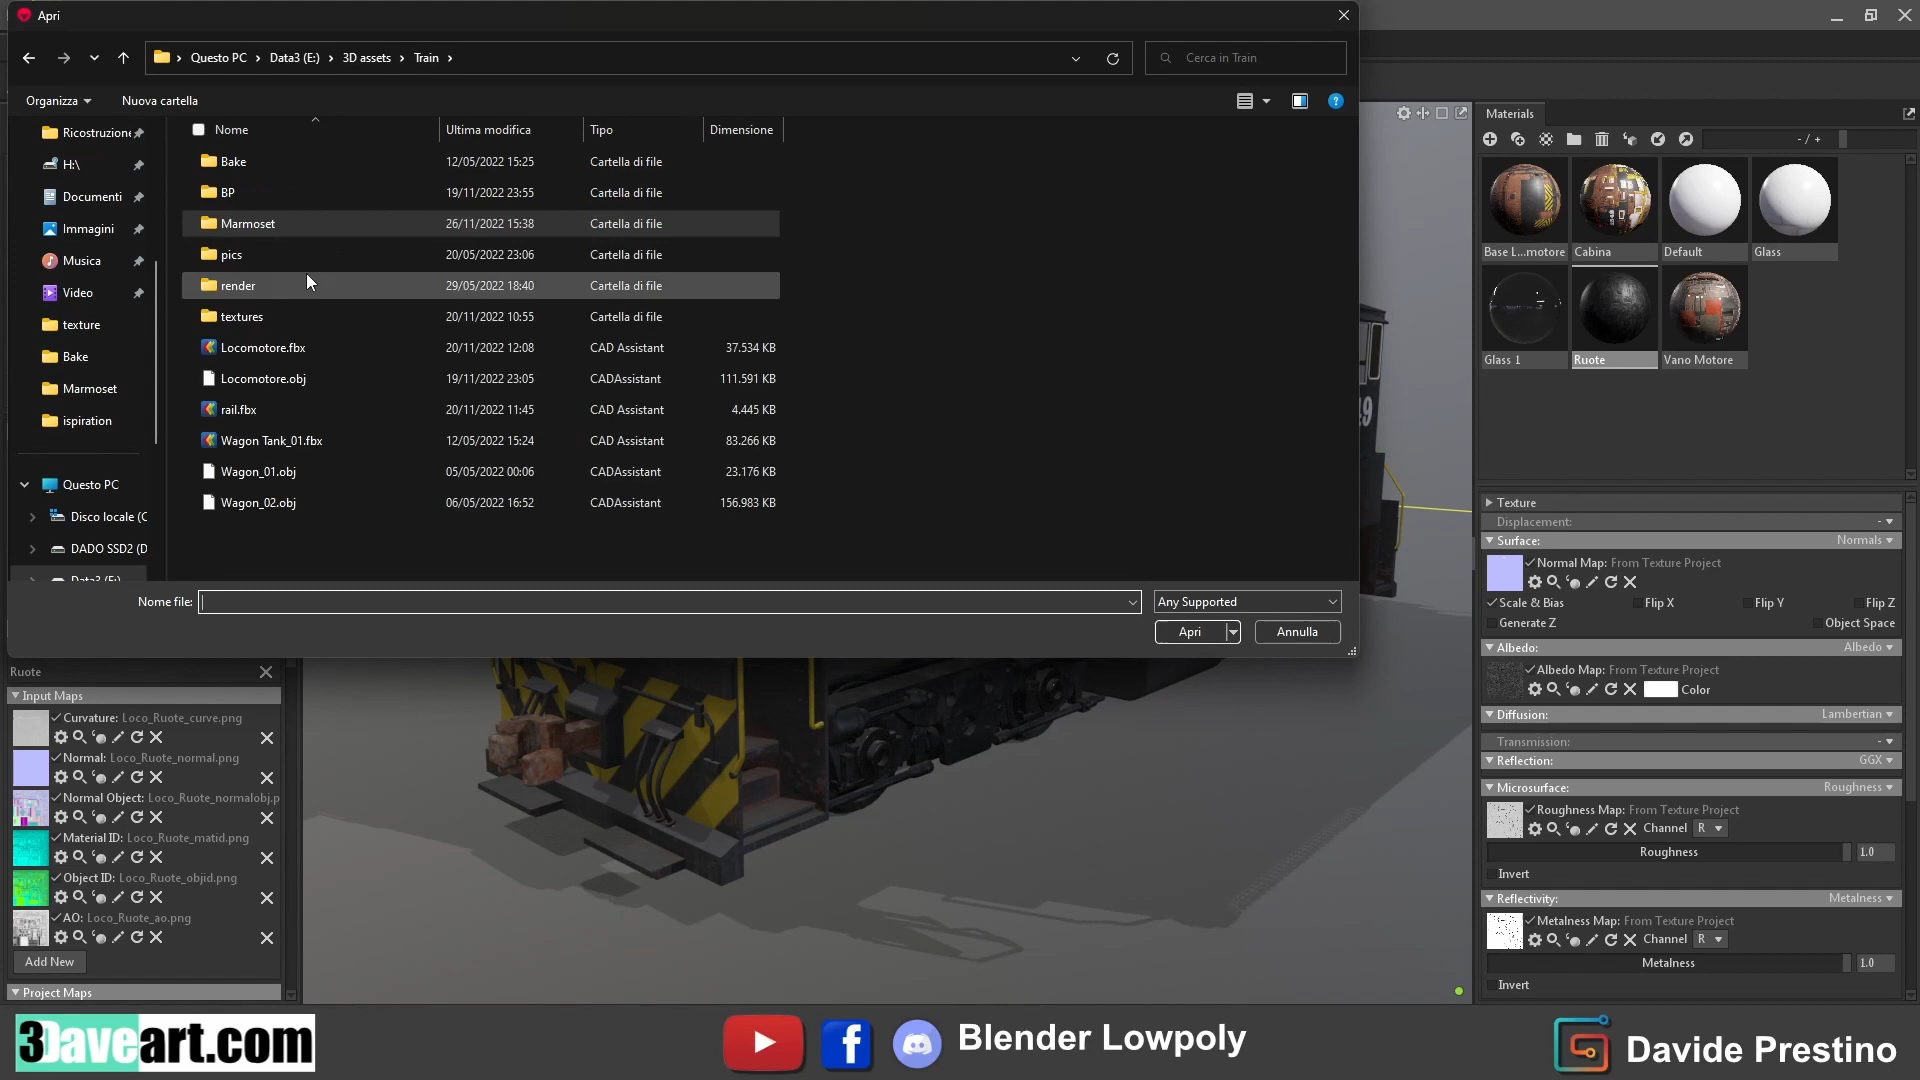 Apri
Questo PC
Data3 (E:)
3D assets
Train
Cerca in Train
Organizza
Nuova cartella
Nome
Ultima modifica
Tipo
Dimensione
Ricostruzione
H:\
Documenti
Immagini
Musica
Video
texture
Bake
Marmoset
ispiration
Questo PC
Disco locale (C
DADO SSD2 (D
Data3 (E:)
Bake 12/05/2022 15:25 Cartella di file
BP 19/11/2022 23:55 Cartella di file
Marmoset 26/11/2022 15:38 Cartella di file
pics 20/05/2022 23:06 Cartella di file
render 29/05/2022 18:40 Cartella di file
textures 20/11/2022 10:55 Cartella di file
Locomotore.fbx 20/11/2022 12:08 CAD Assistant 37.534 KB
Locomotore.obj 19/11/2022 23:05 CADAssistant 111.591 KB
rail.fbx 20/11/2022 11:45 CAD Assistant 4.445 KB
Wagon Tank_01.fbx 12/05/2022 15:24 CAD Assistant 83.266 KB
Wagon_01.obj 05/05/2022 00:06 CADAssistant 23.176 KB
Wagon_02.obj 06/05/2022 16:52 CADAssistant 156.983 KB
Nome file:
Any Supported
Apri
Annulla
Materials
- / +
Base L...motore
Cabina
Default
Glass
Glass 1
Ruote
Vano Motore
Texture
Displacement: -
Surface: Normals
Normal Map: From Texture Project
Scale & Bias Flip X Flip Y Flip Z
Generate Z Object Space
Albedo: Albedo
Albedo Map: From Texture Project
Color
Diffusion: Lambertian
Transmission: -
Reflection: GGX
Microsurface: Roughness
Roughness Map: From Texture Project
Channel R
Roughness 1.0
Invert
Reflectivity: Metalness
Metalness Map: From Texture Project
Channel R
Metalness 1.0
Invert
Ruote
Input Maps
Curvature: Loco_Ruote_curve.png
Normal: Loco_Ruote_normal.png
Normal Object: Loco_Ruote_normalobj.p
Material ID: Loco_Ruote_matid.png
Object ID: Loco_Ruote_objid.png
AO: Loco_Ruote_ao.png
Add New
Project Maps
3Daveart.com
Blender Lowpoly
Davide Prestino